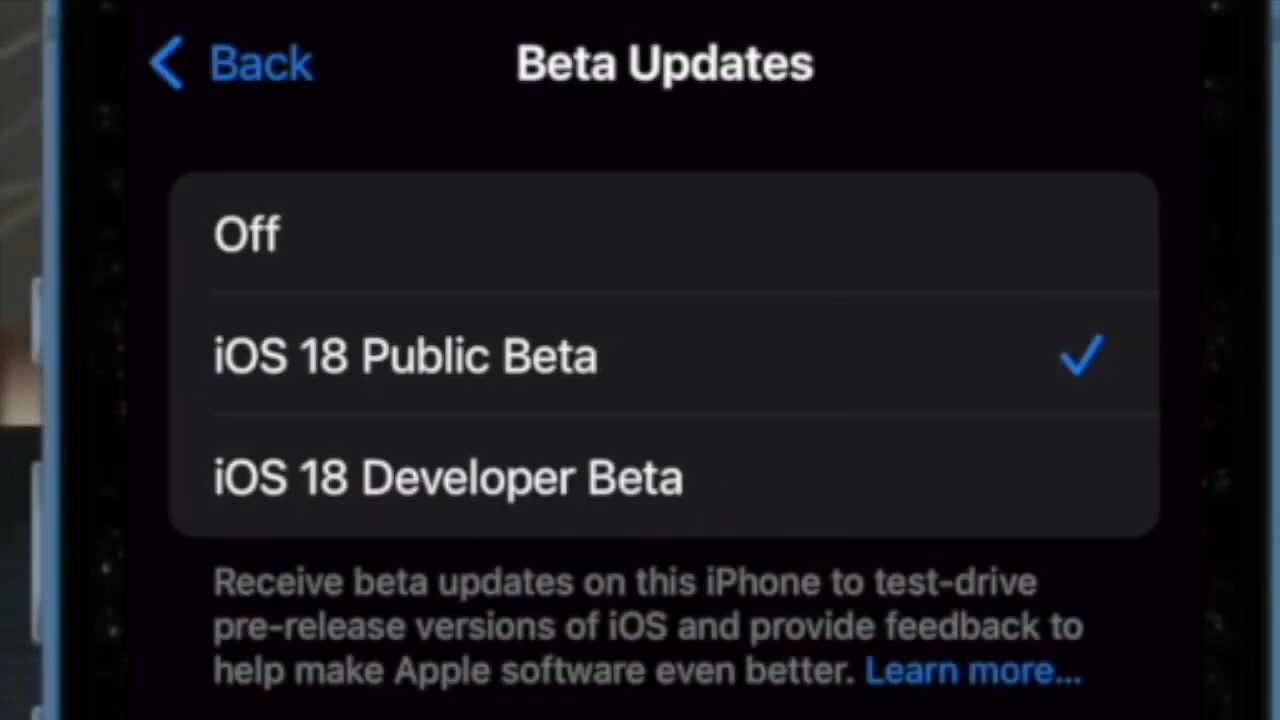 Back
Beta Updates
Off
iOS 18 Public Beta
iOS 18 Developer Beta
Receive beta updates on this iPhone to test-drive
pre-release versions of iOS and provide feedback to
help make Apple software even better. Learn more...